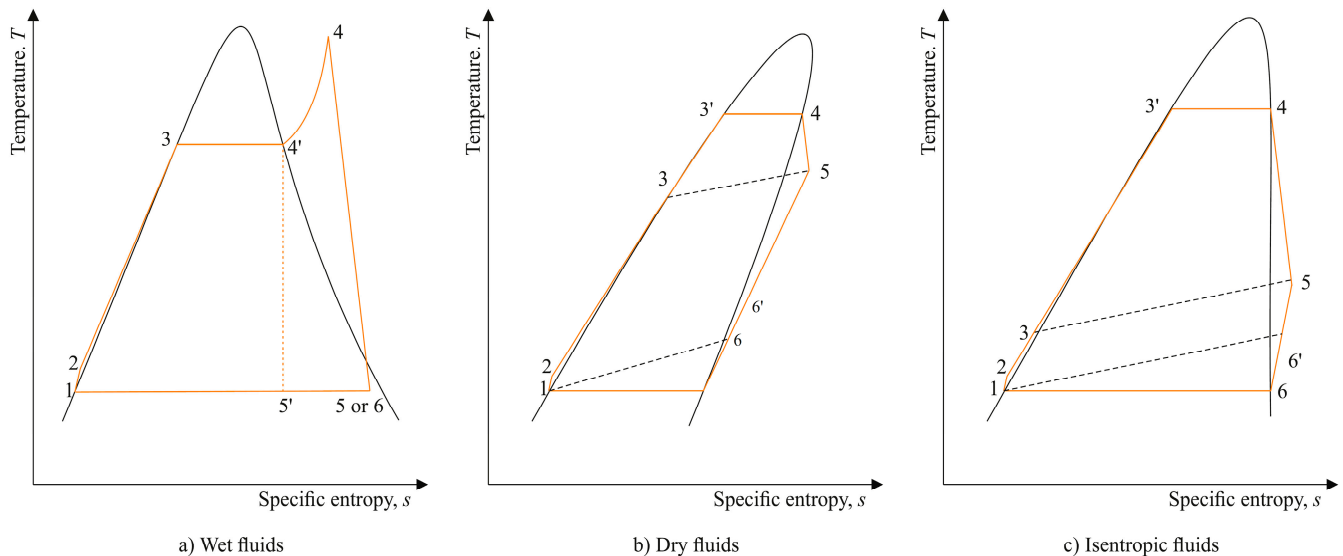 Temperature. T
4
3
4'
2
1
5'
5 or 6
Specific entropy, s
a) Wet fluids
Temperature. T
3'
4
3
5
6'
6
2
1
Specific entropy, s
b) Dry fluids
Temperature. T
3'
4
5
3
6'
2
1
6
Specific entropy, s
c) Isentropic fluids